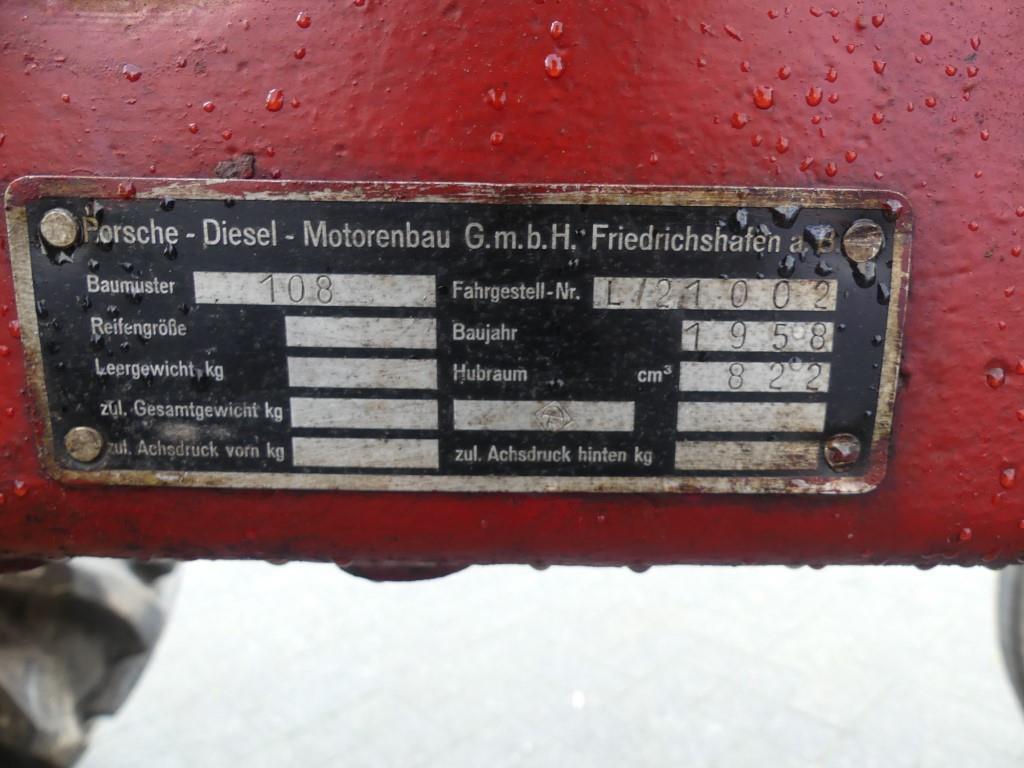 Porsche - Diesel - Motorenbau G.m.b.H. Friedrichshafen a. B.
Baumuster 108 Fahrgestell-Nr. L/21002
Reifengröße Baujahr 1958
Leergewicht kg Hubraum cm³ 822
zul. Gesamtgewicht kg
zul. Achsdruck vorn kg zul. Achsdruck hinten kg